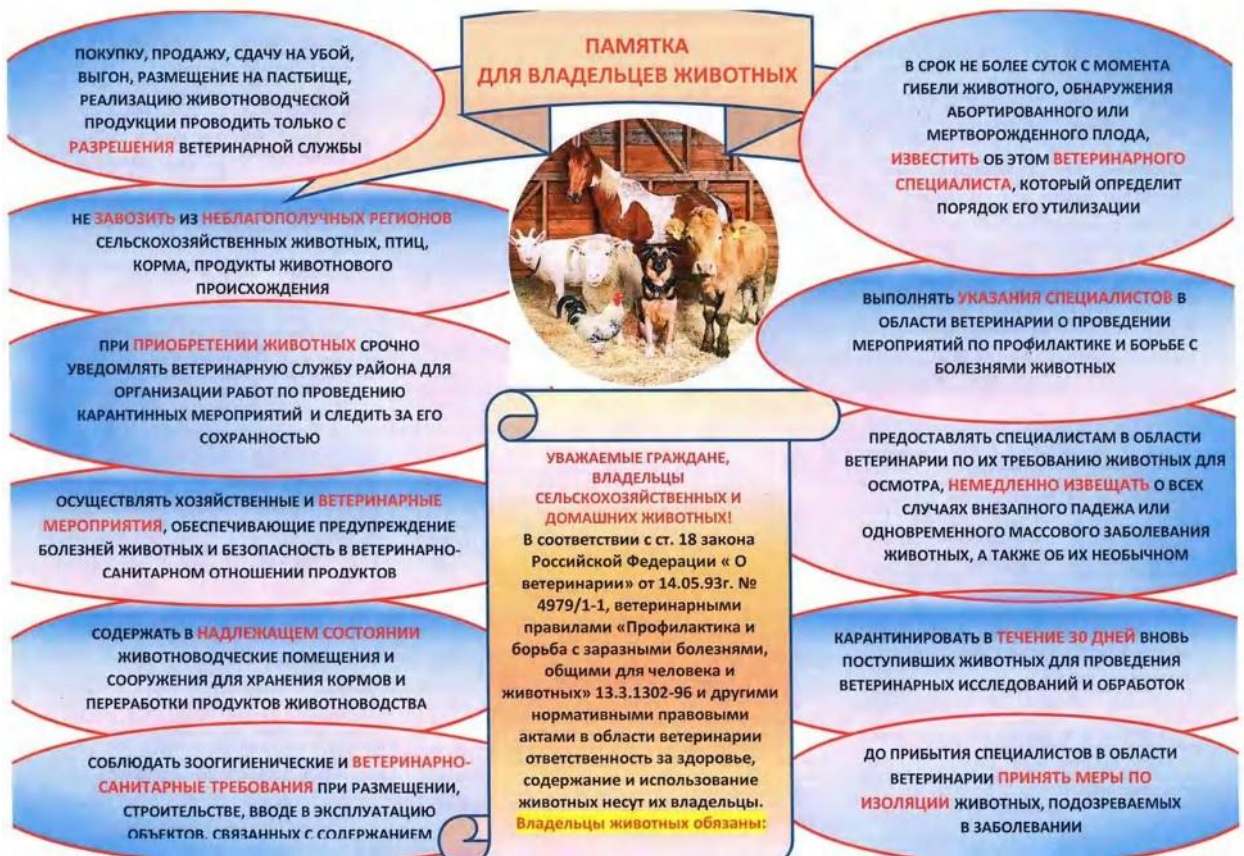 ПАМЯТКА
ДЛЯ ВЛАДЕЛЬЦЕВ ЖИВОТНЫХ
ПОКУПКУ, ПРОДАЖУ, СДАЧУ НА УБОЙ,
ВЫГОН, РАЗМЕЩЕНИЕ НА ПАСТБИЩЕ,
РЕАЛИЗАЦИЮ ЖИВОТНОВОДЧЕСКОЙ
ПРОДУКЦИИ ПРОВОДИТЬ ТОЛЬКО С
РАЗРЕШЕНИЯ ВЕТЕРИНАРНОЙ СЛУЖБЫ
НЕ ЗАВОЗИТЬ ИЗ НЕБЛАГОПОЛУЧНЫХ РЕГИОНОВ
СЕЛЬСКОХОЗЯЙСТВЕННЫХ ЖИВОТНЫХ, ПТИЦ,
КОРМА, ПРОДУКТЫ ЖИВОТНОВОГО
ПРОИСХОЖДЕНИЯ
ПРИ ПРИОБРЕТЕНИИ ЖИВОТНЫХ СРОЧНО
УВЕДОМЛЯТЬ ВЕТЕРИНАРНУЮ СЛУЖБУ РАЙОНА ДЛЯ
ОРГАНИЗАЦИИ РАБОТ ПО ПРОВЕДЕНИЮ
КАРАНТИННЫХ МЕРОПРИЯТИЙ И СЛЕДИТЬ ЗА ЕГО
СОХРАННОСТЬЮ
ОСУЩЕСТВЛЯТЬ ХОЗЯЙСТВЕННЫЕ И ВЕТЕРИНАРНЫЕ
МЕРОПРИЯТИЯ, ОБЕСПЕЧИВАЮЩИЕ ПРЕДУПРЕЖДЕНИЕ
БОЛЕЗНЕЙ ЖИВОТНЫХ И БЕЗОПАСНОСТЬ В ВЕТЕРИНАРНО-
САНИТАРНОМ ОТНОШЕНИИ ПРОДУКТОВ
СОДЕРЖАТЬ В НАДЛЕЖАЩЕМ СОСТОЯНИИ
ЖИВОТНОВОДЧЕСКИЕ ПОМЕЩЕНИЯ И
СООРУЖЕНИЯ ДЛЯ ХРАНЕНИЯ КОРМОВ И
ПЕРЕРАБОТКИ ПРОДУКТОВ ЖИВОТНОВОДСТВА
СОБЛЮДАТЬ ЗООГИГИЕНИЧЕСКИЕ И ВЕТЕРИНАРНО-
САНИТАРНЫЕ ТРЕБОВАНИЯ ПРИ РАЗМЕЩЕНИИ,
СТРОИТЕЛЬСТВЕ, ВВОДЕ В ЭКСПЛУАТАЦИЮ
ОБЪЕКТОВ, СВЯЗАННЫХ С СОДЕРЖАНИЕМ
УВАЖАЕМЫЕ ГРАЖДАНЕ,
ВЛАДЕЛЬЦЫ
СЕЛЬСКОХОЗЯЙСТВЕННЫХ И
ДОМАШНИХ ЖИВОТНЫХ!
В соответствии с ст. 18 закона
Российской Федерации « О
ветеринарии» от 14.05.93г. №
4979/1-1, ветеринарными
правилами «Профилактика и
борьба с заразными болезнями,
общими для человека и
животных» 13.3.1302-96 и другими
нормативными правовыми
актами в области ветеринарии
ответственность за здоровье,
содержание и использование
животных несут их владельцы.
Владельцы животных обязаны:
В СРОК НЕ БОЛЕЕ СУТОК С МОМЕНТА
ГИБЕЛИ ЖИВОТНОГО, ОБНАРУЖЕНИЯ
АБОРТИРОВАННОГО ИЛИ
МЕРТВОРОЖДЕННОГО ПЛОДА,
ИЗВЕСТИТЬ ОБ ЭТОМ ВЕТЕРИНАРНОГО
СПЕЦИАЛИСТА, КОТОРЫЙ ОПРЕДЕЛИТ
ПОРЯДОК ЕГО УТИЛИЗАЦИИ
ВЫПОЛНЯТЬ УКАЗАНИЯ СПЕЦИАЛИСТОВ В
ОБЛАСТИ ВЕТЕРИНАРИИ О ПРОВЕДЕНИИ
МЕРОПРИЯТИЙ ПО ПРОФИЛАКТИКЕ И БОРЬБЕ С
БОЛЕЗНЯМИ ЖИВОТНЫХ
ПРЕДОСТАВЛЯТЬ СПЕЦИАЛИСТАМ В ОБЛАСТИ
ВЕТЕРИНАРИИ ПО ИХ ТРЕБОВАНИЮ ЖИВОТНЫХ ДЛЯ
ОСМОТРА, НЕМЕДЛЕННО ИЗВЕЩАТЬ О ВСЕХ
СЛУЧАЯХ ВНЕЗАПНОГО ПАДЕЖА ИЛИ
ОДНОВРЕМЕННОГО МАССОВОГО ЗАБОЛЕВАНИЯ
ЖИВОТНЫХ, А ТАКЖЕ ОБ ИХ НЕОБЫЧНОМ
КАРАНТИНИРОВАТЬ В ТЕЧЕНИЕ 30 ДНЕЙ ВНОВЬ
ПОСТУПИВШИХ ЖИВОТНЫХ ДЛЯ ПРОВЕДЕНИЯ
ВЕТЕРИНАРНЫХ ИССЛЕДОВАНИЙ И ОБРАБОТОК
ДО ПРИБЫТИЯ СПЕЦИАЛИСТОВ В ОБЛАСТИ
ВЕТЕРИНАРИИ ПРИНЯТЬ МЕРЫ ПО
ИЗОЛЯЦИИ ЖИВОТНЫХ, ПОДОЗРЕВАЕМЫХ
В ЗАБОЛЕВАНИИ